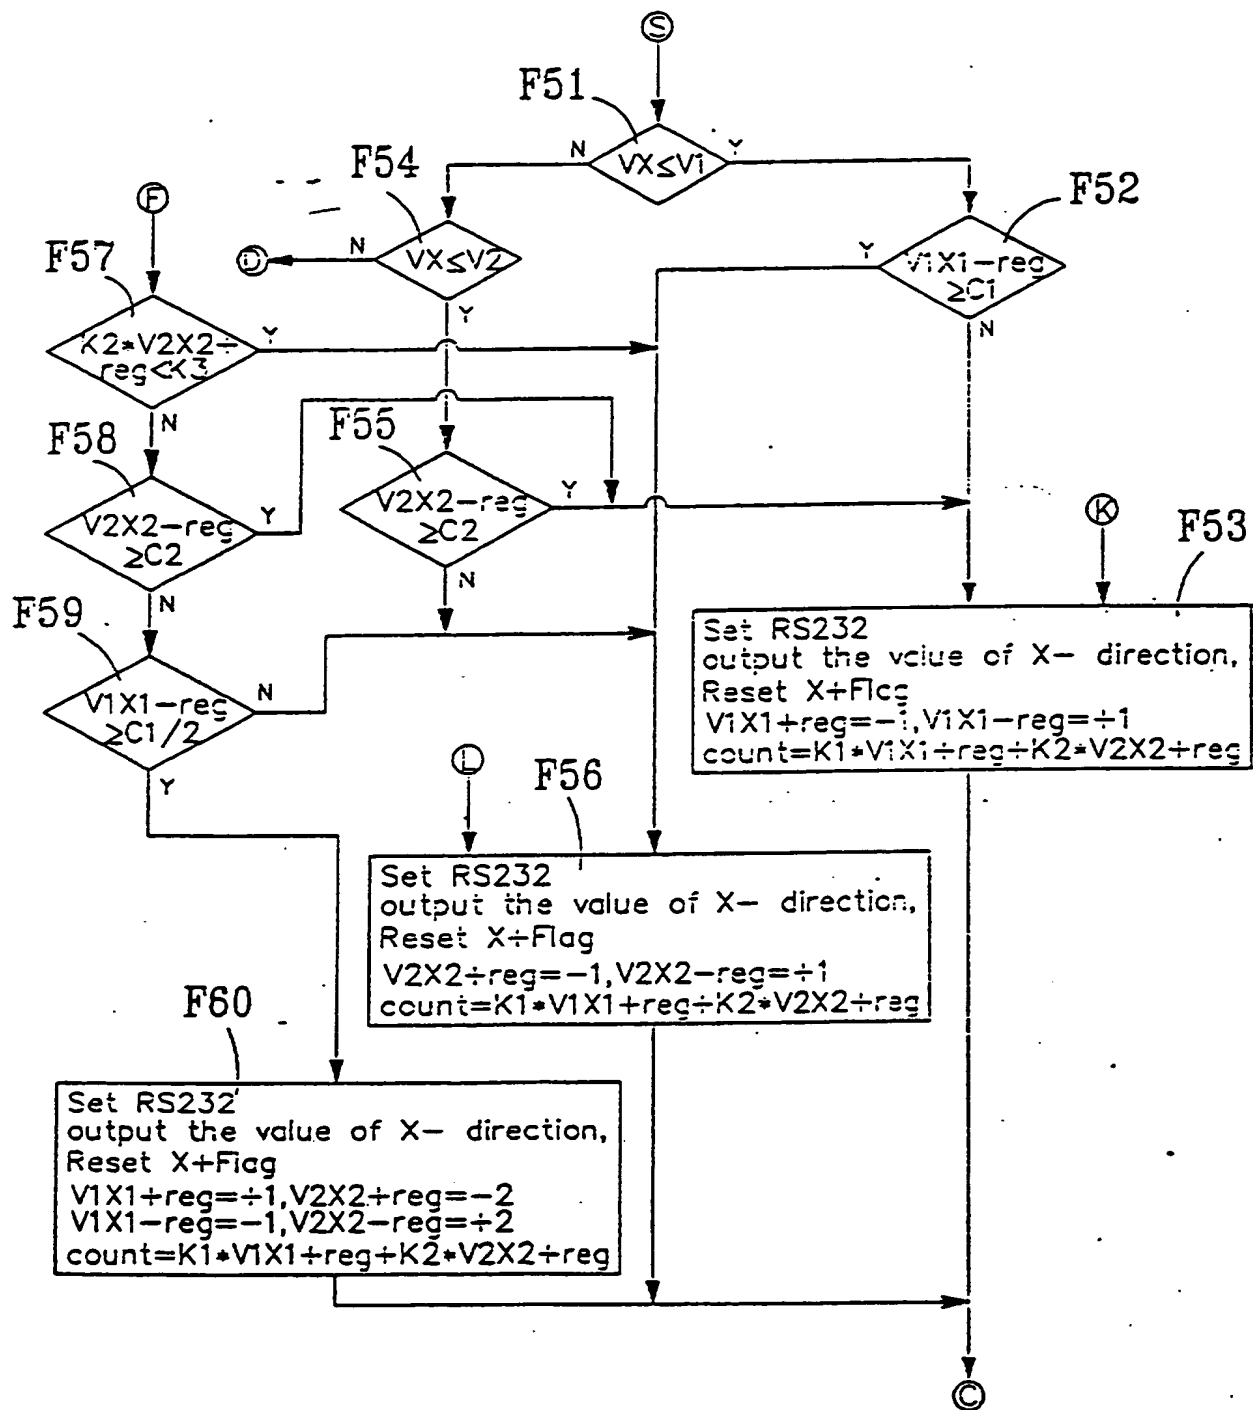 S
F51
VX≤V1
N
Y
F54
F52
F
VX≤V2
N
Y
V1X1-reg
≥C1
Y
N
F57
K2*V2X2+
reg<K3
Y
N
F58
F55
V2X2-reg
≥C2
Y
N
V2X2-reg
≥C2
Y
N
K
F53
Set RS232
output the value of X- direction,
Reset X+Flag
V1X1+reg=-1,V1X1-reg=+1
count=K1*V1X1+reg+K2*V2X2+reg
F59
V1X1-reg
≥C1/2
N
Y
L
F56
Set RS232
output the value of X- direction,
Reset X+Flag
V2X2+reg=-1,V2X2-reg=+1
count=K1*V1X1+reg+K2*V2X2+reg
F60
Set RS232
output the value of X- direction,
Reset X+Flag
V1X1+reg=+1,V2X2+reg=-2
V1X1-reg=-1,V2X2-reg=+2
count=K1*V1X1+reg+K2*V2X2+reg
C